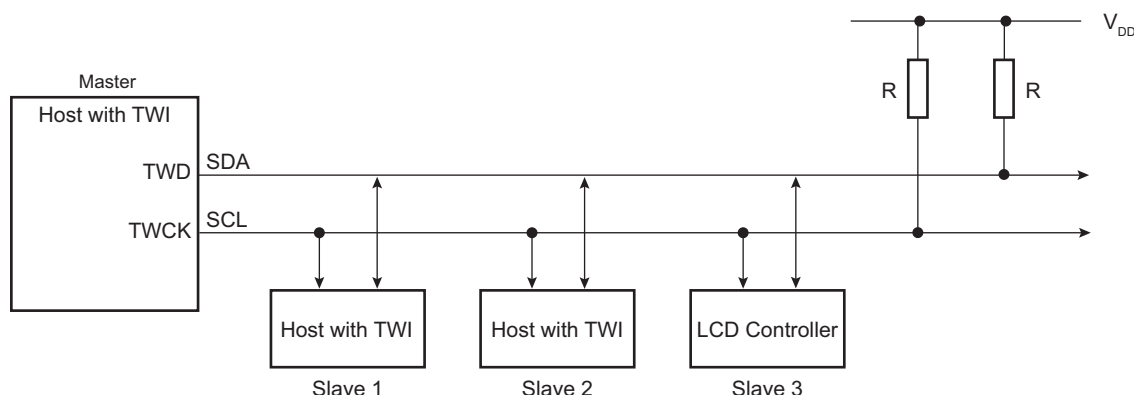 V_DD
Master
Host with TWI
R
R
TWD
SDA
TWCK
SCL
Host with TWI
Host with TWI
LCD Controller
Slave 1
Slave 2
Slave 3